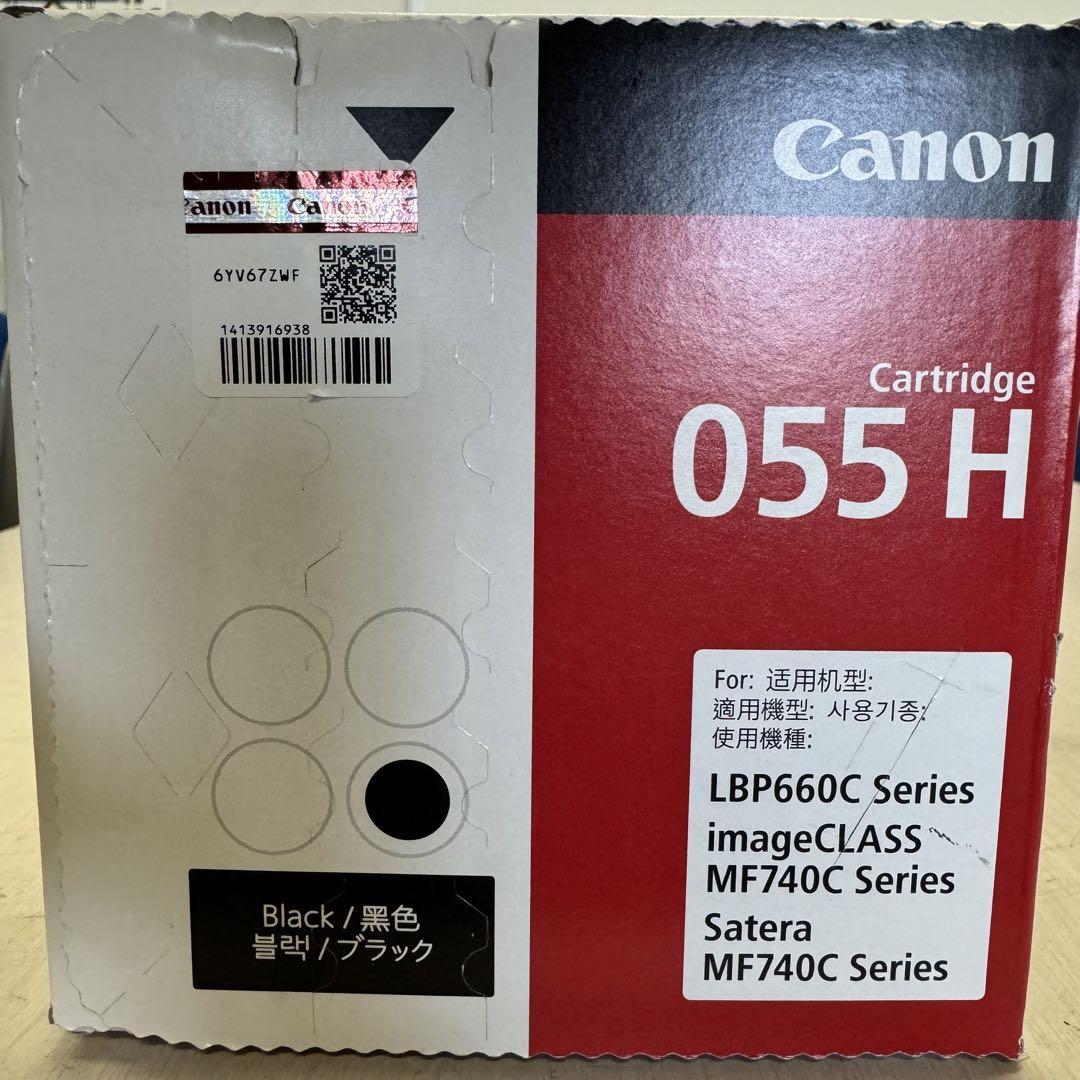 Canon Canon
6YV67ZWF
1413916938
Canon
Cartridge
055 H
For: 适用机型:
適用機型: 사용기종:
使用機種:
LBP660C Series
imageCLASS
MF740C Series
Satera
MF740C Series
Black / 黑色
블랙 / ブラック